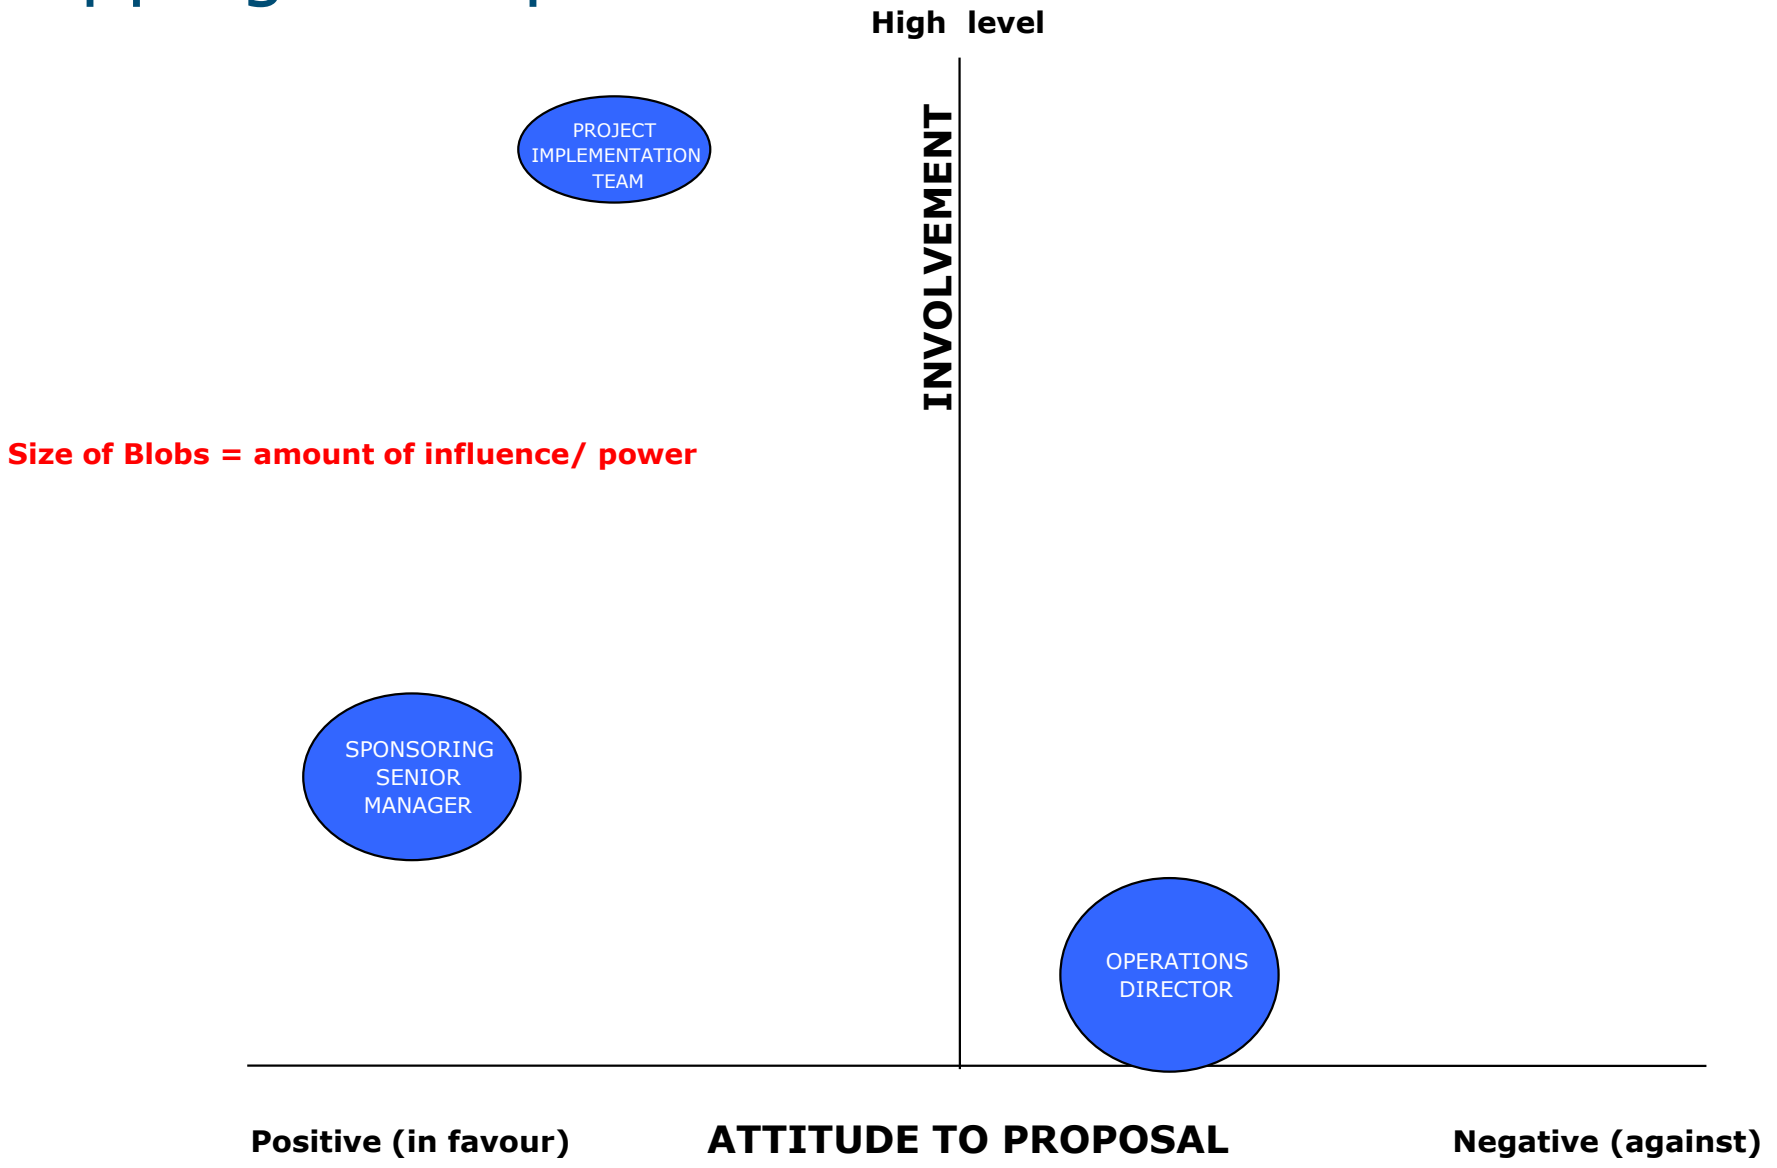 High level
PROJECT
IMPLEMENTATION
TEAM
INVOLVEMENT
Size of Blobs = amount of influence/ power
SPONSORING
SENIOR
MANAGER
OPERATIONS
DIRECTOR
Positive (in favour)
ATTITUDE TO PROPOSAL
Negative (against)